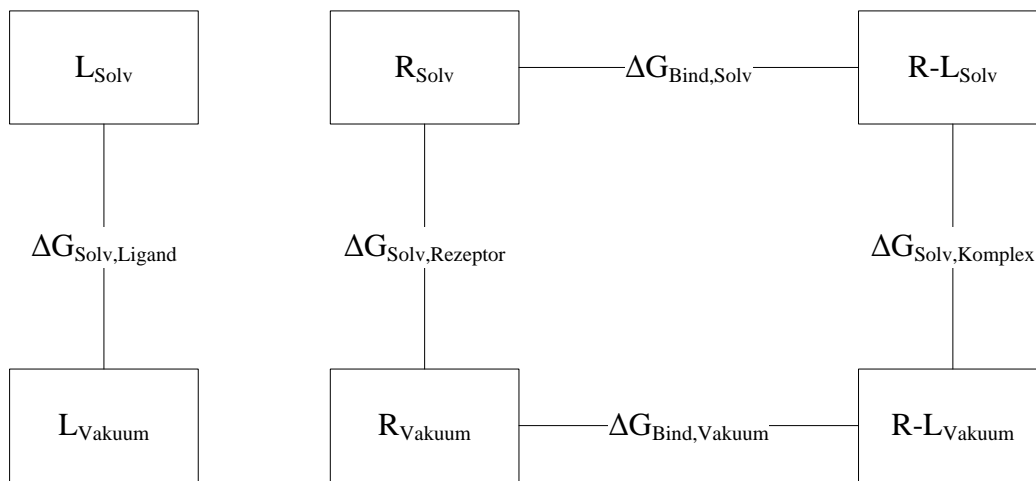 L_Solv R_Solv ΔG_Bind,Solv R-L_Solv
ΔG_Solv,Ligand ΔG_Solv,Rezeptor ΔG_Solv,Komplex
L_Vakuum R_Vakuum ΔG_Bind,Vakuum R-L_Vakuum